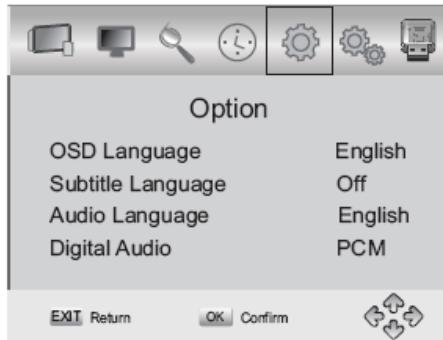 Option
OSD Language English
Subtitle Language Off
Audio Language English
Digital Audio PCM
EXIT Return OK Confirm